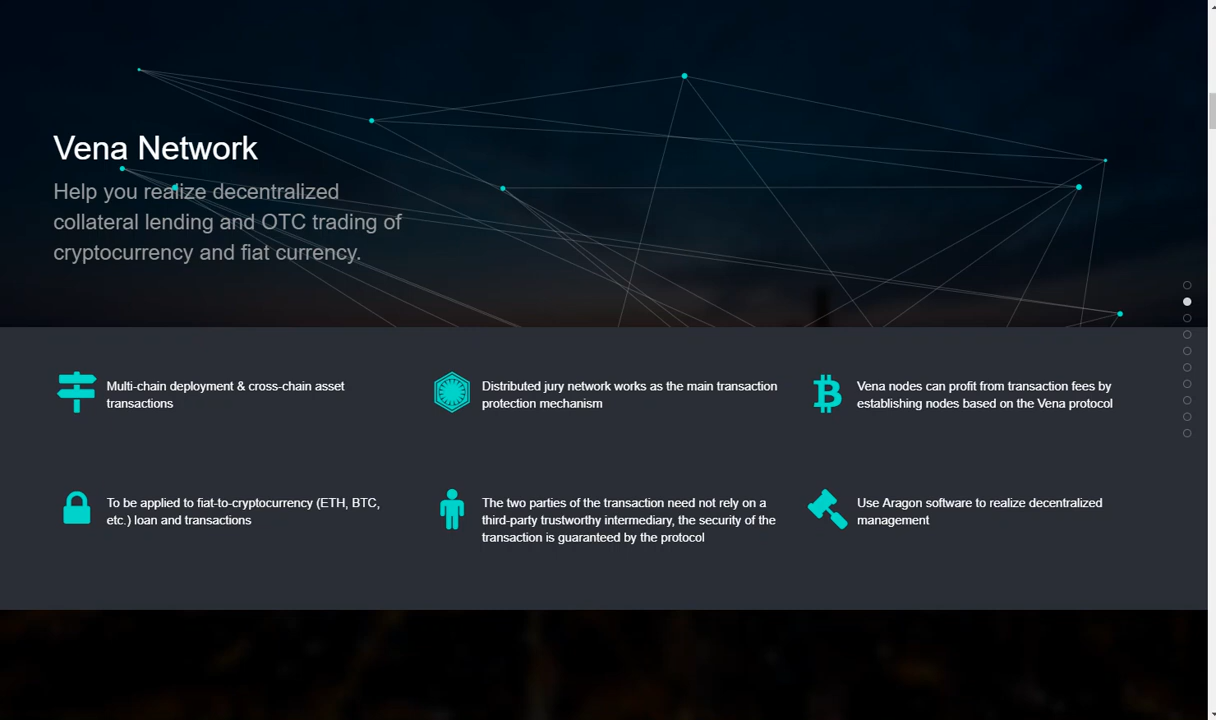 Vena Network
Help you realize decentralized
collateral lending and OTC trading of
cryptocurrency and fiat currency.
Multi-chain deployment & cross-chain asset
transactions
Distributed jury network works as the main transaction
protection mechanism
Vena nodes can profit from transaction fees by
establishing nodes based on the Vena protocol
To be applied to fiat-to-cryptocurrency (ETH, BTC,
etc.) loan and transactions
The two parties of the transaction need not rely on a
third-party trustworthy intermediary, the security of the
transaction is guaranteed by the protocol
Use Aragon software to realize decentralized
management